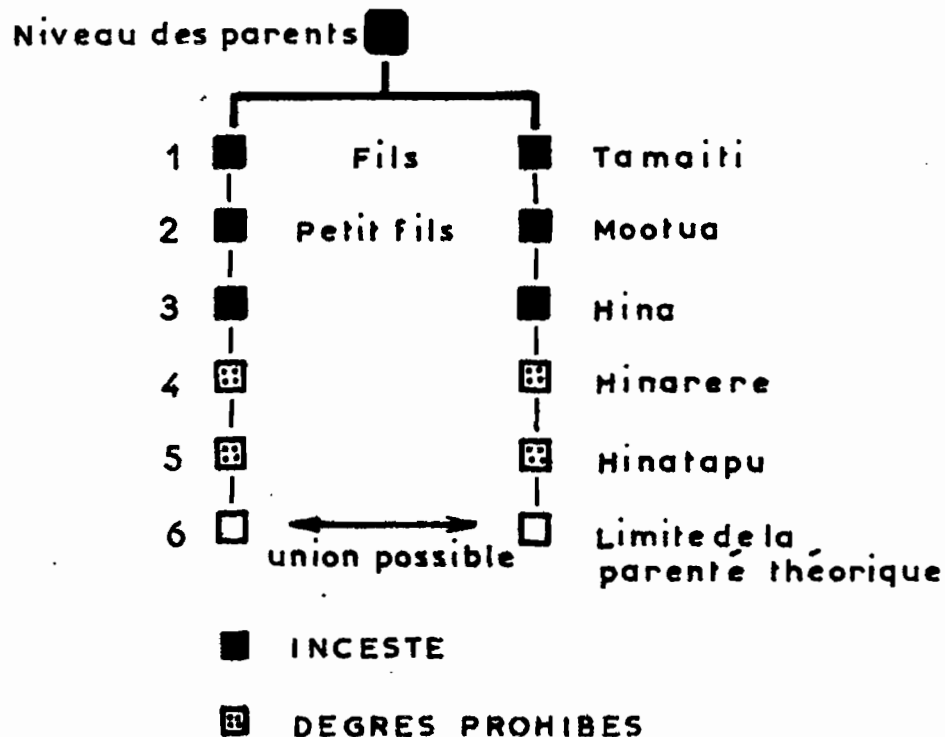 Niveau des parents
1 Fils Tamaiti
2 Petit fils Mootua
3 Hina
4 Hinarere
5 Hinatapu
6 union possible Limite de la
parenté théorique
INCESTE
DEGRES PROHIBES